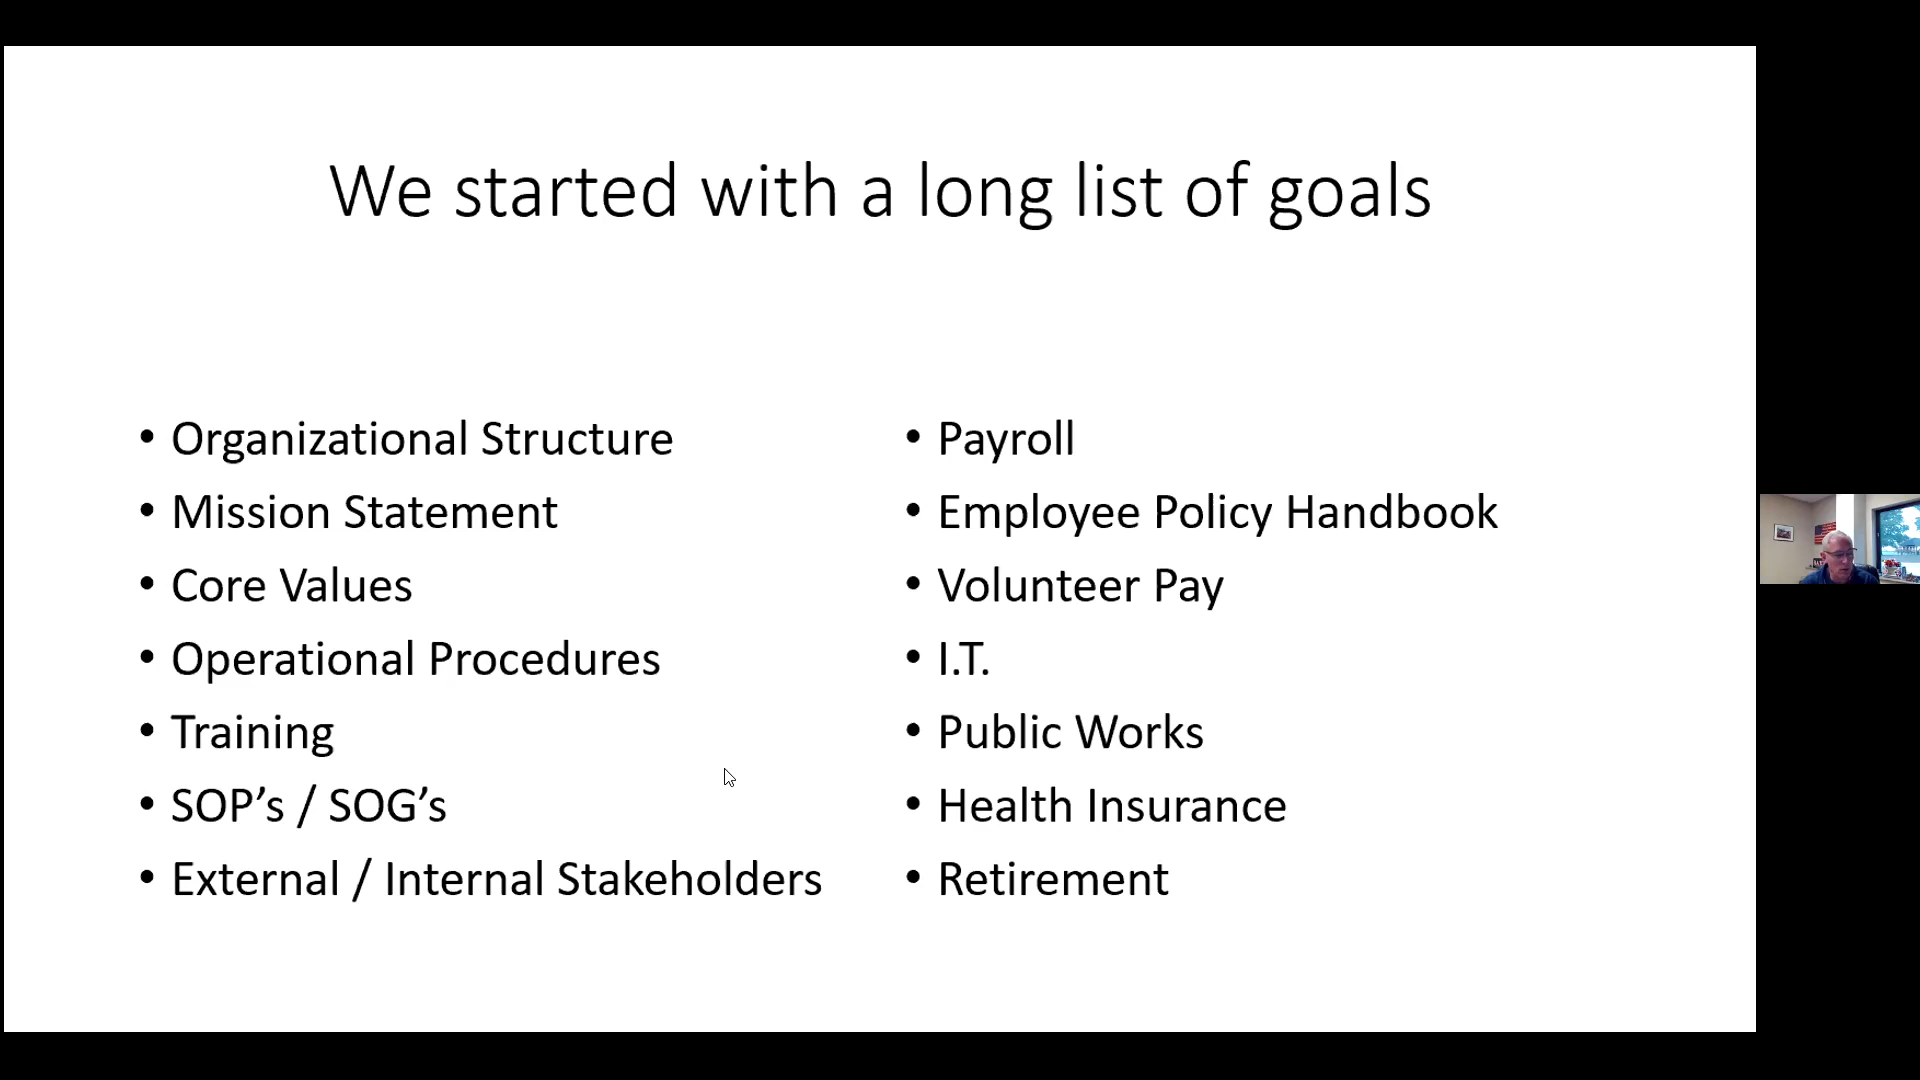 We started with a long list of goals
• Organizational Structure
• Mission Statement
• Core Values
• Operational Procedures
• Training
• SOP’s / SOG’s
• External / Internal Stakeholders
• Payroll
• Employee Policy Handbook
• Volunteer Pay
• I.T.
• Public Works
• Health Insurance
• Retirement